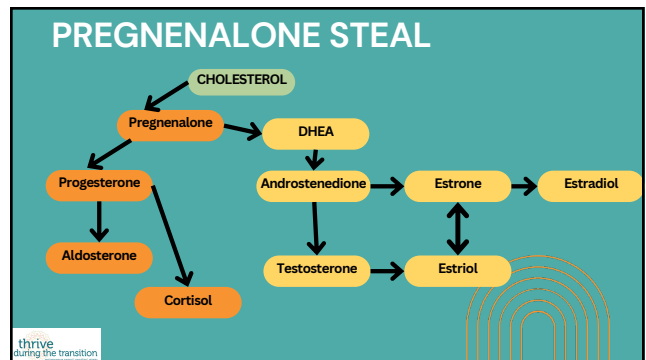 PREGNENALONE STEAL
CHOLESTEROL
Pregnenalone
DHEA
Progesterone
Androstenedione
Estrone
Estradiol
Aldosterone
Testosterone
Estriol
Cortisol
thrive
during the transition